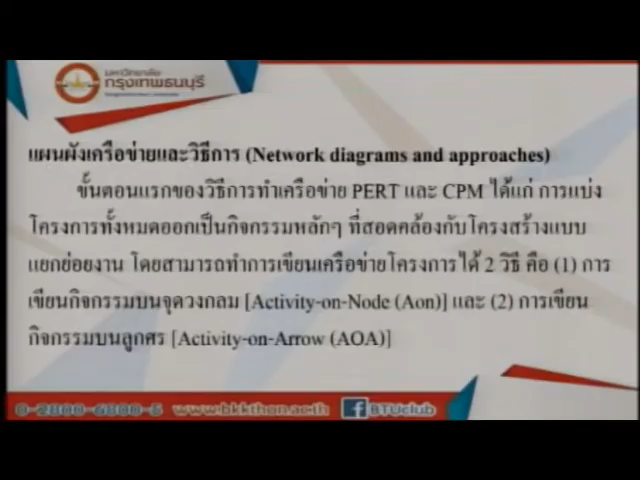 มหาวิทยาลัย
กรุงเทพธนบุรี
แผนผังเครือข่ายและวิธีการ (Network diagrams and approaches)
ขั้นตอนแรกของวิธีการทำเครือข่าย PERT และ CPM ได้แก่ การแบ่ง
โครงการทั้งหมดออกเป็นกิจกรรมหลักๆ ที่สอดคล้องกับโครงสร้างแบบ
แยกย่อยงาน โดยสามารถทำการเขียนเครือข่ายโครงการได้ 2 วิธี คือ (1) การ
เขียนกิจกรรมบนจุดวงกลม [Activity-on-Node (Aon)] และ (2) การเขียน
กิจกรรมบนลูกศร [Activity-on-Arrow (AOA)]
0-2800-6800-5 www.bkkthon.ac.th BTUclub